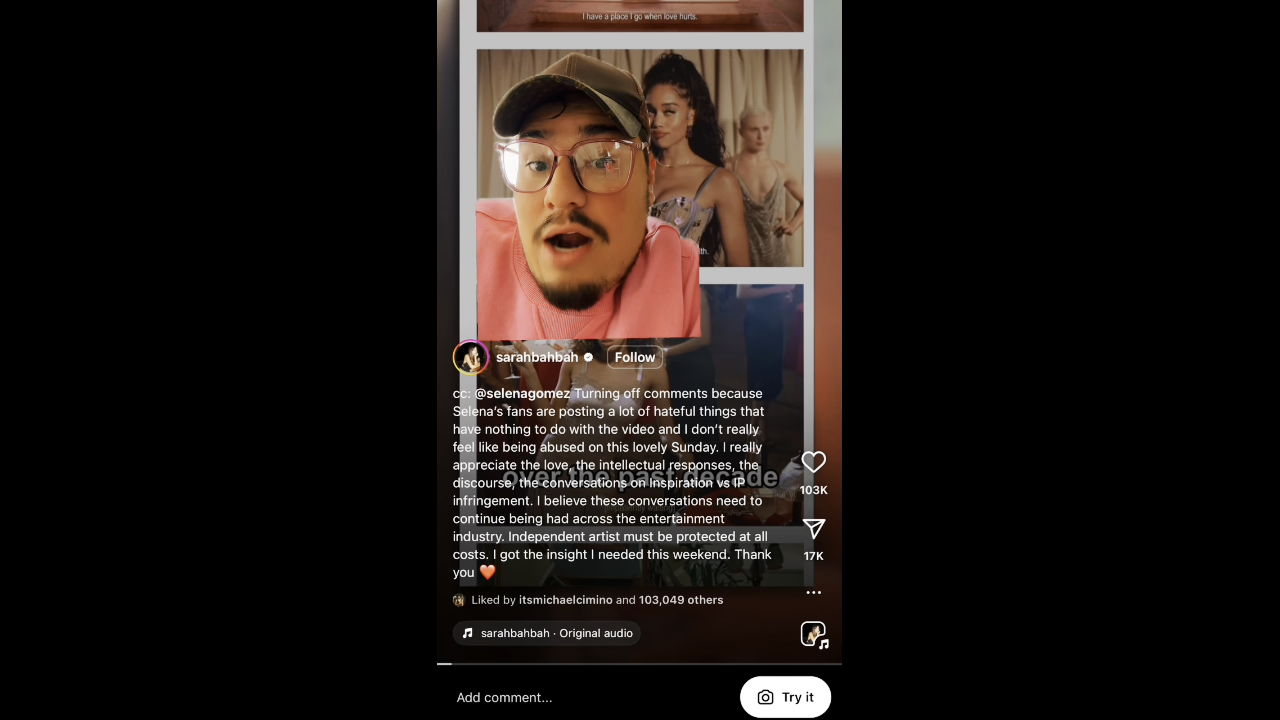 I have a place I go when love hurts.
th.
sarahbahbah
Follow
cc: @selenagomez Turning off comments because
Selena’s fans are posting a lot of hateful things that
have nothing to do with the video and I don’t really
feel like being abused on this lovely Sunday. I really
appreciate the love, the intellectual responses, the
over the past decade
discourse, the conversations on Inspiration vs IP
infringement. I believe these conversations need to
continue being had across the entertainment
industry. Independent artist must be protected at all
costs. I got the insight I needed this weekend. Thank
you ❤️
103K
17K
Liked by itsmichaelcimino and 103,049 others
sarahbahbah · Original audio
Add comment...
Try it